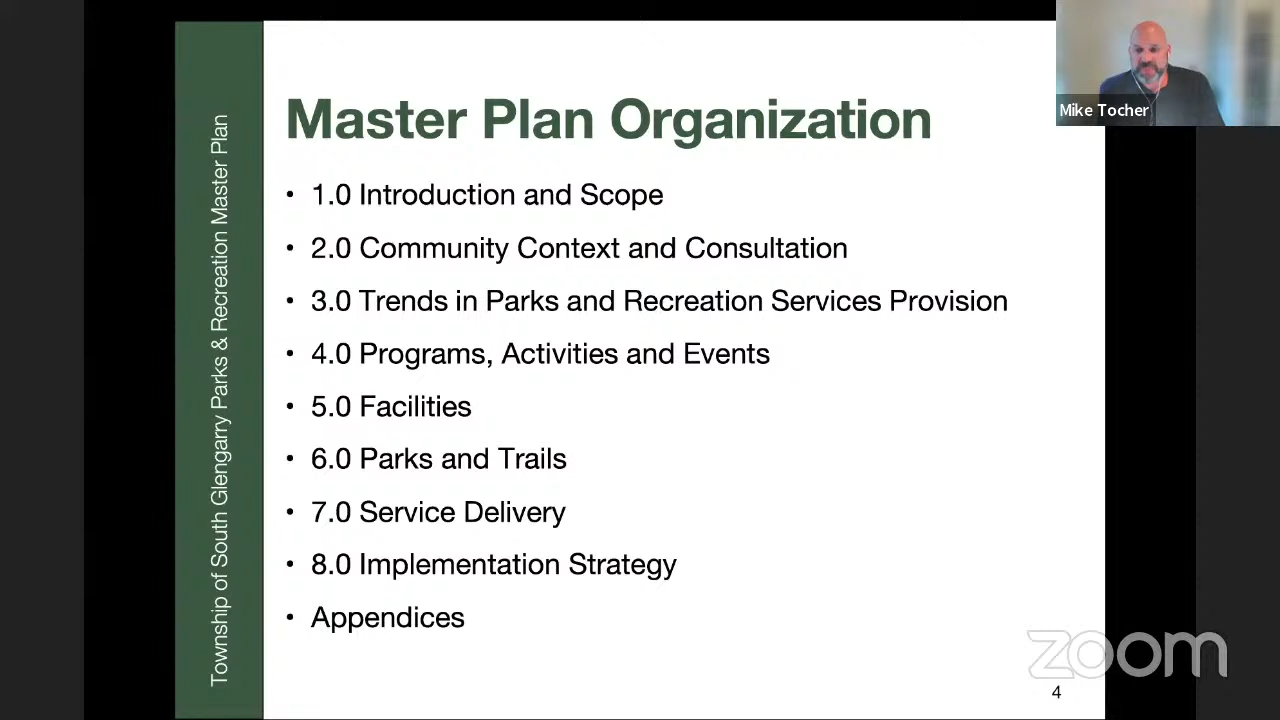 Township of South Glengarry Parks & Recreation Master Plan
Master Plan Organization
• 1.0 Introduction and Scope
• 2.0 Community Context and Consultation
• 3.0 Trends in Parks and Recreation Services Provision
• 4.0 Programs, Activities and Events
• 5.0 Facilities
• 6.0 Parks and Trails
• 7.0 Service Delivery
• 8.0 Implementation Strategy
• Appendices
4
Mike Tocher
zoom